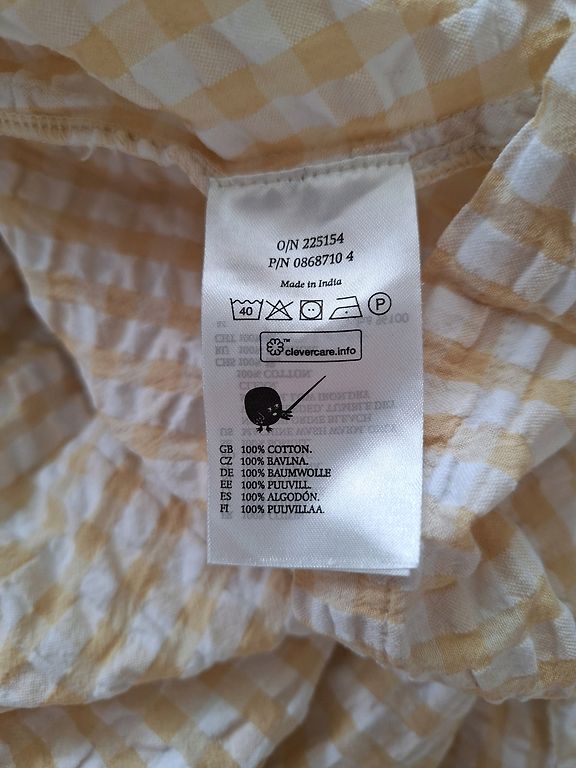 O/N 225154
P/N 0868710 4
Made in India
40 P
™ clevercare.info
GB 100% COTTON.
CZ 100% BAVLNA.
DE 100% BAUMWOLLE
EE 100% PUUVILL.
ES 100% ALGODÓN.
FI 100% PUUVILLAA.